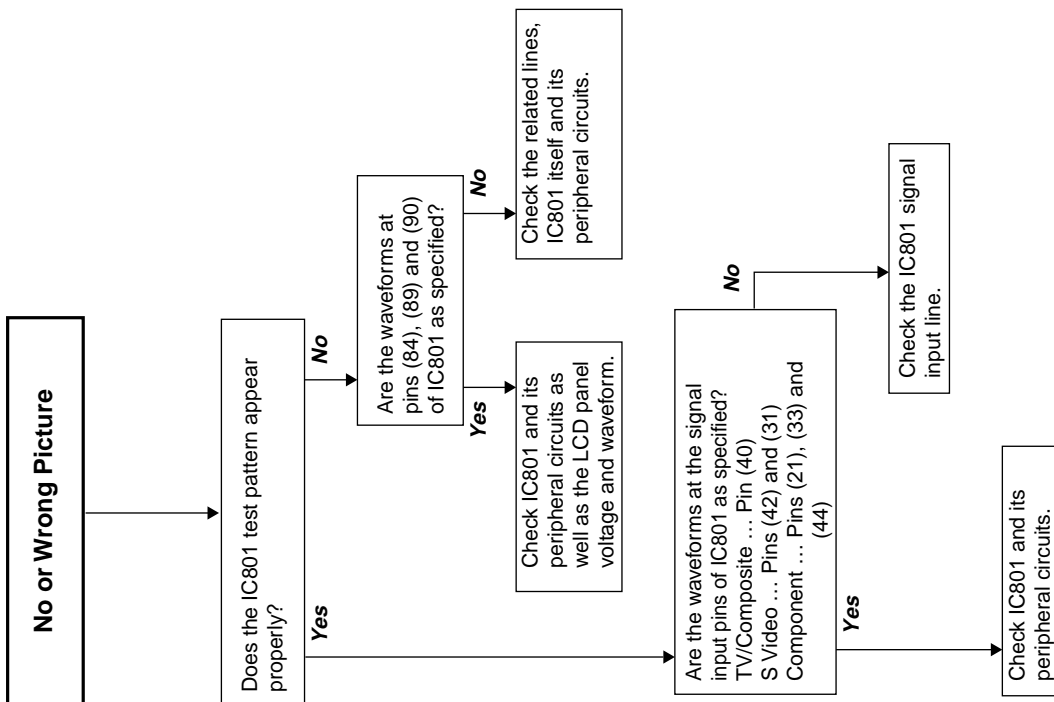 No or Wrong Picture
Does the IC801 test pattern appear
properly?
Yes
No
Are the waveforms at
pins (84), (89) and (90)
of IC801 as specified?
Yes
No
Check IC801 and its
peripheral circuits as
well as the LCD panel
voltage and waveform.
Check the related lines,
IC801 itself and its
peripheral circuits.
Are the waveforms at the signal
input pins of IC801 as specified?
TV/Composite … Pin (40)
S Video … Pins (42) and (31)
Component … Pins (21), (33) and
(44)
Yes
No
Check IC801 and its
peripheral circuits.
Check the IC801 signal
input line.